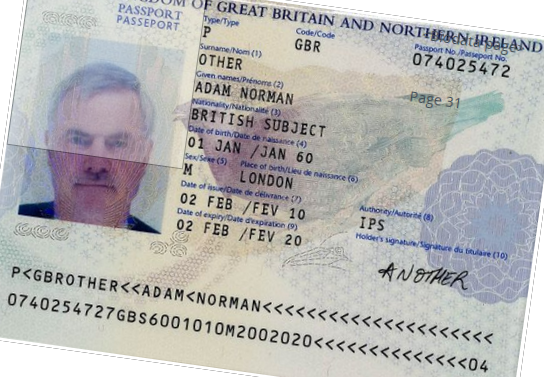 DOM OF GREAT BRITAIN AND NORTHERN IRELAND
PASSPORT
PASSEPORT
Type/Type
P
Code/Code
GBR
Passport No./Passeport No.
074025472
Surname/Nom (1)
OTHER
Given names/Prénoms (2)
ADAM NORMAN
Page 31
Nationality/Nationalité (3)
BRITISH SUBJECT
Date of birth/Date de naissance (4)
01 JAN /JAN 60
Sex/Sexe (5)
M
Place of birth/Lieu de naissance (6)
LONDON
Date of issue/Date de délivrance (7)
02 FEB /FEV 10
Authority/Autorité (8)
IPS
Date of expiry/Date d'expiration (9)
02 FEB /FEV 20
Holder's signature/Signature du titulaire (10)
ANOTHER
P<GBROTHER<<ADAM<NORMAN<<<<<<<<<<<<<<<<<<<<<
0740254727GBS6001010M2002020<<<<<<<<<<<<<<04